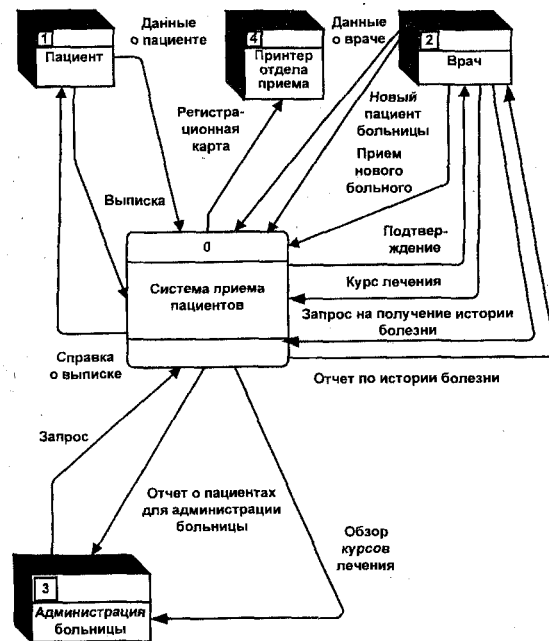 Данные
о пациенте
1
Пациент
4
Принтер
отдела
приема
Данные
о враче
2
Врач
Регистра-
ционная
карта
Новый
пациент
больницы
Прием
нового
больного
Выписка
0
Система приема
пациентов
Подтвер-
ждение
Курс лечения
Запрос на получение истории
болезни
Справка
о выписке
Отчет по истории болезни
Запрос
Отчет о пациентах
для администрации
больницы
Обзор
курсов
лечения
3
Администрация
больницы